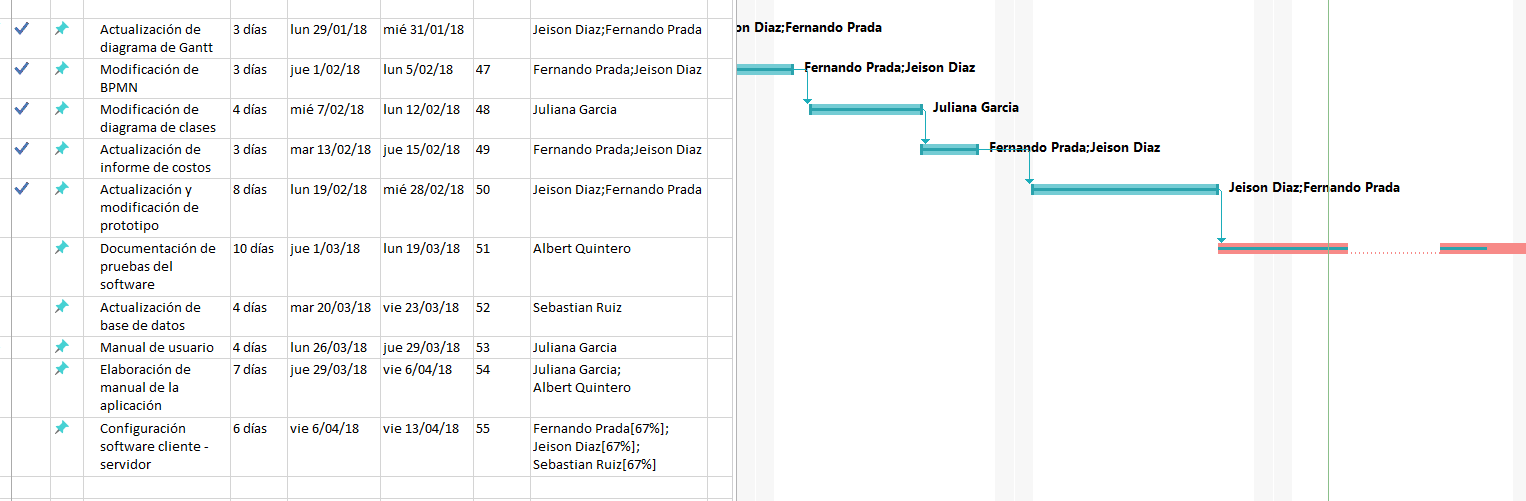 Actualización de 3 días lun 29/01/18 mié 31/01/18 Jeison Diaz;Fernando Prada
diagrama de Gantt
Modificación de 3 días jue 1/02/18 lun 5/02/18 47 Fernando Prada;Jeison Diaz
BPMN
Modificación de 4 días mié 7/02/18 lun 12/02/18 48 Juliana Garcia
diagrama de clases
Actualización de 3 días mar 13/02/18 jue 15/02/18 49 Fernando Prada;Jeison Diaz
informe de costos
Actualización y 8 días lun 19/02/18 mié 28/02/18 50 Jeison Diaz;Fernando Prada
modificación de
prototipo
Documentación de 10 días jue 1/03/18 lun 19/03/18 51 Albert Quintero
pruebas del
software
Actualización de 4 días mar 20/03/18 vie 23/03/18 52 Sebastian Ruiz
base de datos
Manual de usuario 4 días lun 26/03/18 jue 29/03/18 53 Juliana Garcia
Elaboración de 7 días jue 29/03/18 vie 6/04/18 54 Juliana Garcia;
manual de la Albert Quintero
aplicación
Configuración 6 días vie 6/04/18 vie 13/04/18 55 Fernando Prada[67%];
software cliente - Jeison Diaz[67%];
servidor Sebastian Ruiz[67%]
on Diaz;Fernando Prada
Fernando Prada;Jeison Diaz
Juliana Garcia
Fernando Prada;Jeison Diaz
Jeison Diaz;Fernando Prada